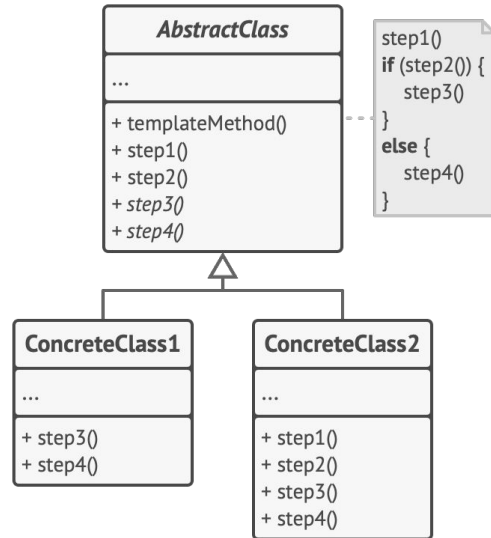 AbstractClass
...
+ templateMethod()
+ step1()
+ step2()
+ step3()
+ step4()
step1()
if (step2()) {
step3()
}
else {
step4()
}
ConcreteClass1
...
+ step3()
+ step4()
ConcreteClass2
...
+ step1()
+ step2()
+ step3()
+ step4()